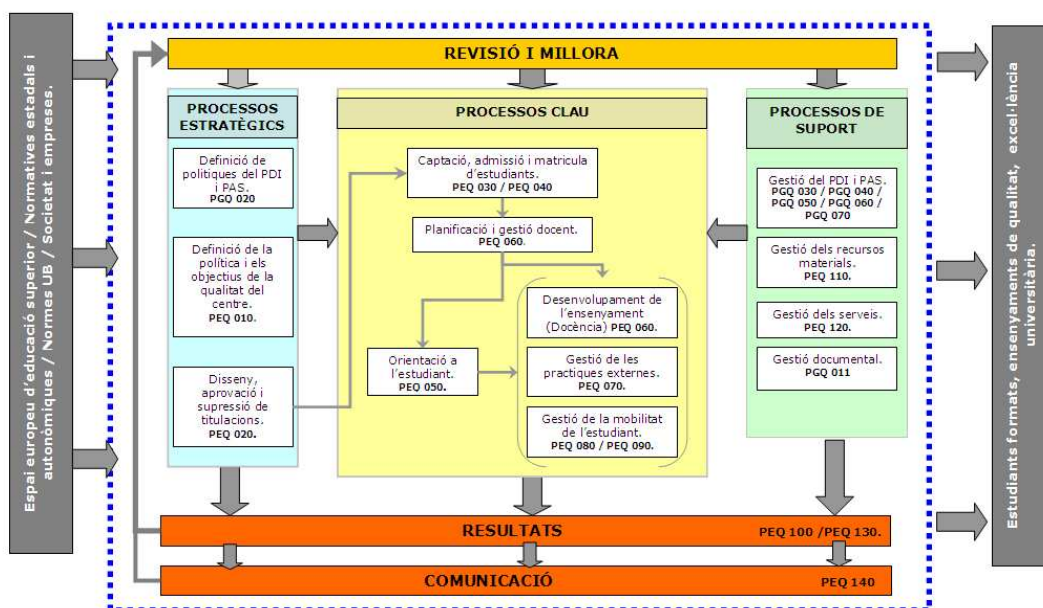 Espai europeu d'educació superior / Normatives estadals i
autonòmiques / Normes UB / Societat i empreses.
REVISIÓ I MILLORA
PROCESSOS
ESTRATÈGICS
Definició de
politiques del PDI
i PAS.
PGQ 020
Definició de la
política i els
objectius de la
qualitat del
centre.
PEQ 010.
Disseny,
aprovació i
supressió de
titulacions.
PEQ 020.
PROCESSOS CLAU
Captació, admissió i matricula
d'estudiants.
PEQ 030 / PEQ 040
Planificació i gestió docent.
PEQ 060.
Desenvolupament de
l'ensenyament
(Docència) PEQ 060.
Orientació a
l'estudiant.
PEQ 050.
Gestió de les
practiques externes.
PEQ 070.
Gestió de la mobilitat
de l'estudiant.
PEQ 080 / PEQ 090.
PROCESSOS DE
SUPORT
Gestió del PDI i PAS.
PGQ 030 / PGQ 040 /
PGQ 050 / PGQ 060 /
PGQ 070
Gestió dels recursos
materials.
PEQ 110.
Gestió dels serveis.
PEQ 120.
Gestió documental.
PGQ 011
RESULTATS
PEQ 100 /PEQ 130.
COMUNICACIÓ
PEQ 140
Estudiants formats, ensenyaments de qualitat, excel·lència
universitària.